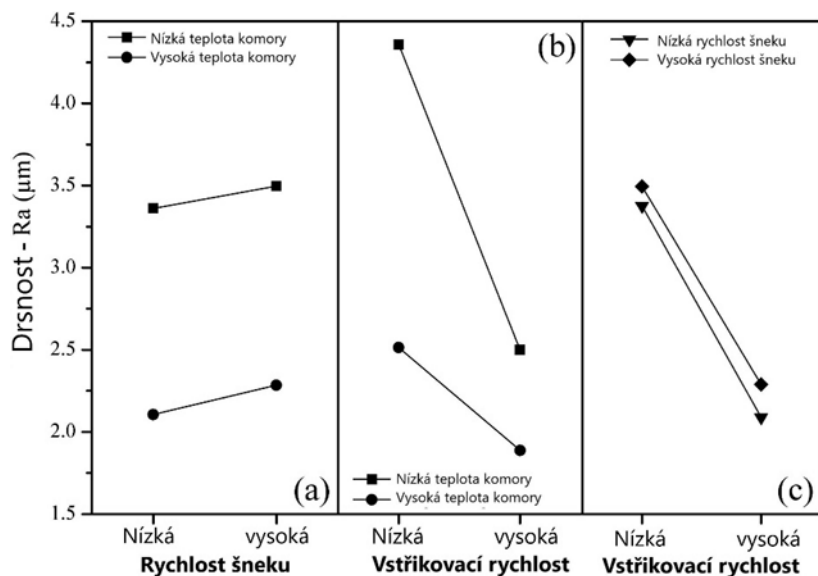 Drsnost - Ra (µm)
4.5
4.0
3.5
3.0
2.5
2.0
1.5
Nízká teplota komory
Vysoká teplota komory
(a)
Nízká
vysoká
Rychlost šneku
(b)
Nízká teplota komory
Vysoká teplota komory
Nízká
vysoká
Vstřikovací rychlost
Nízká rychlost šneku
Vysoká rychlost šneku
(c)
Nízká
vysoká
Vstřikovací rychlost